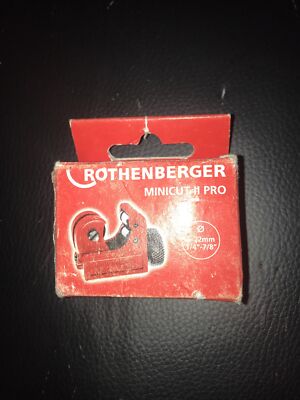 ROTHENBERGER
MINICUT II PRO
Ø
22mm
1/4"-7/8"